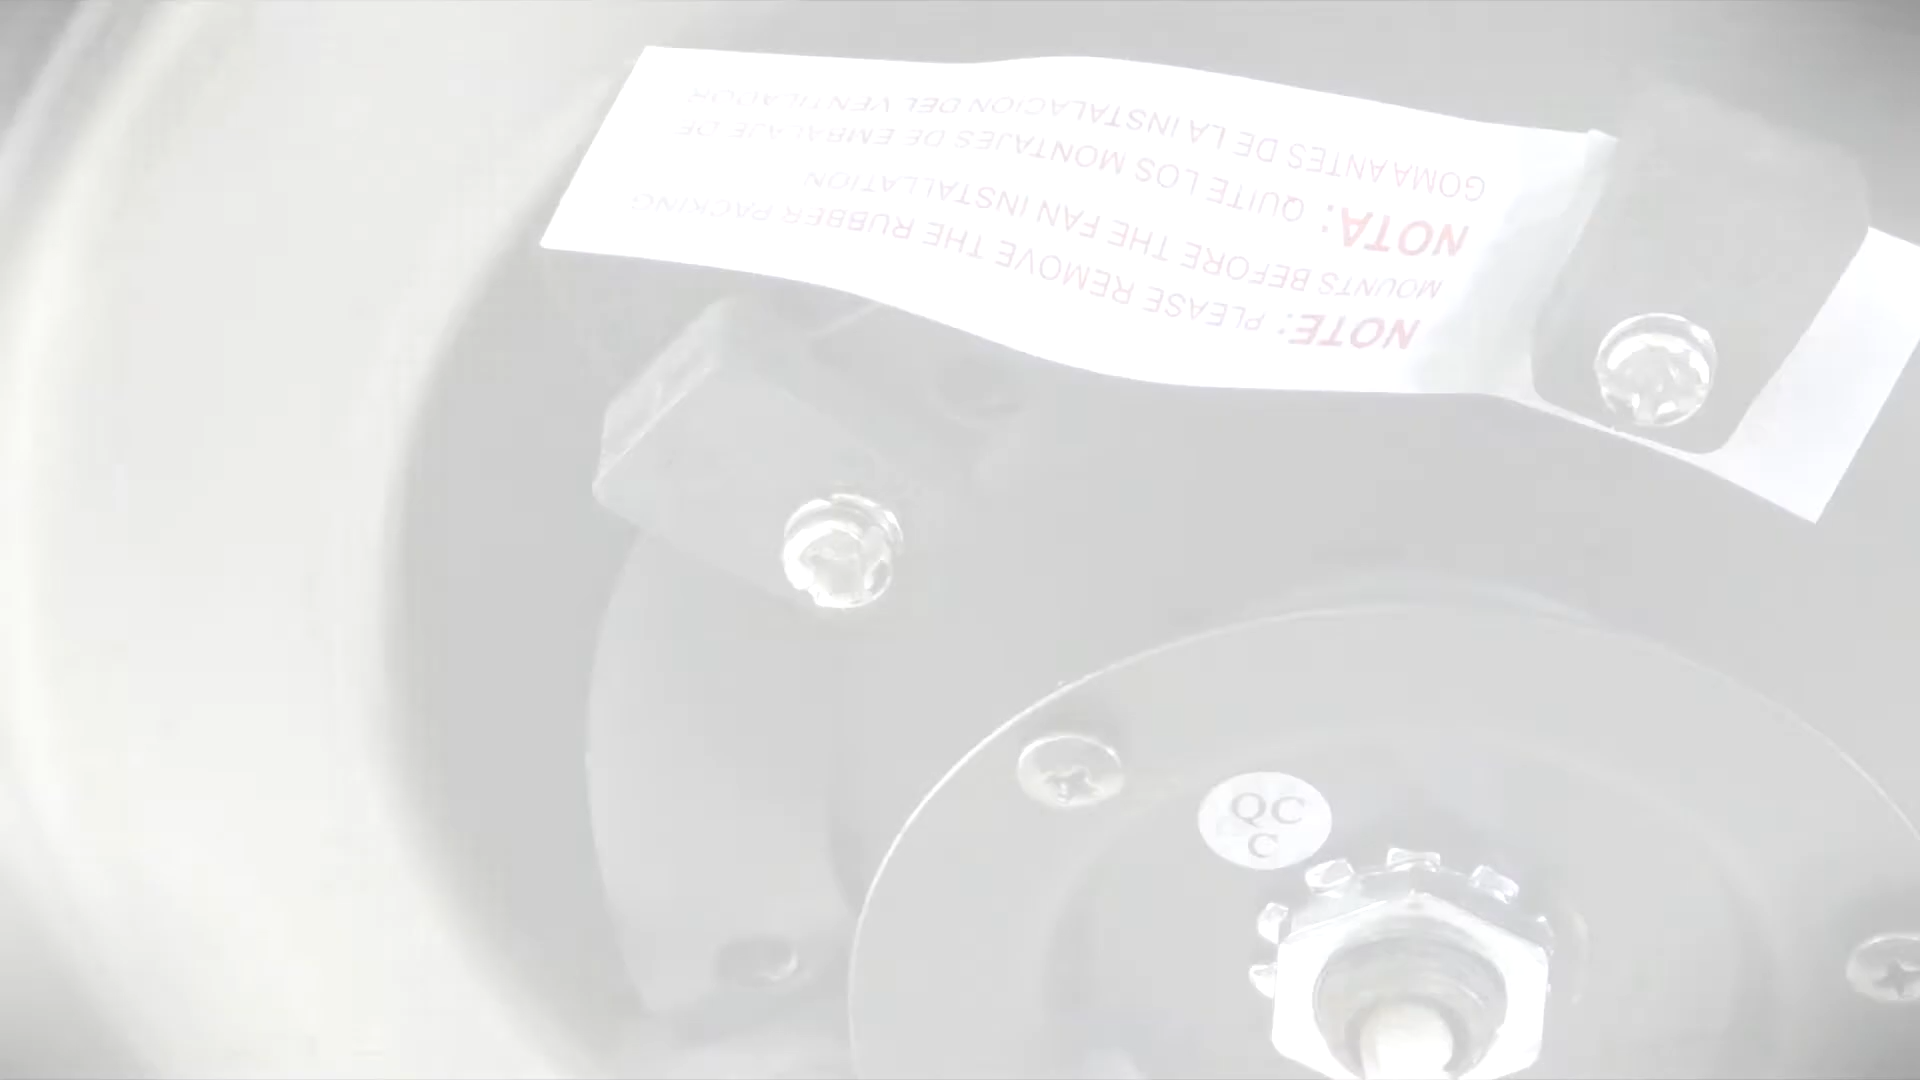 NOTE: PLEASE REMOVE THE RUBBER PACKING
MOUNTS BEFORE THE FAN INSTALLATION
NOTA: QUITE LOS MONTAJES DE EMBALAJE DE
GOMA ANTES DE LA INSTALACION DEL VENTILADOR
QC
C